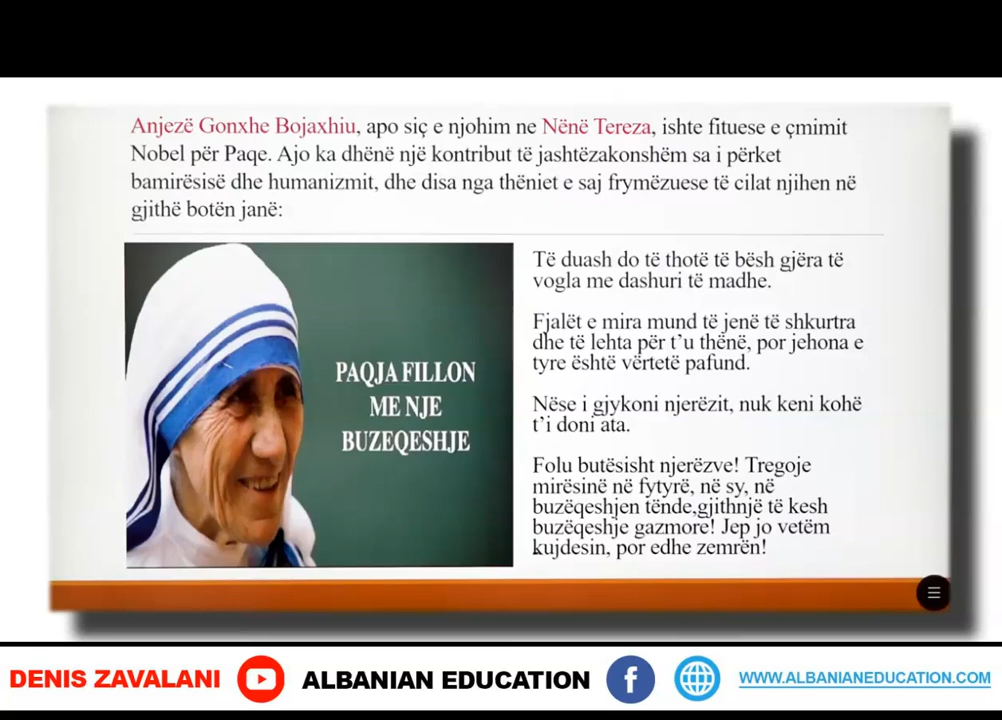 Anjezë Gonxhe Bojaxhiu, apo siç e njohim ne Nënë Tereza, ishte fituese e çmimit
Nobel për Paqe. Ajo ka dhënë një kontribut të jashtëzakonshëm sa i përket
bamirësisë dhe humanizmit, dhe disa nga thëniet e saj frymëzuese të cilat njihen në
gjithë botën janë:
PAQJA FILLON
ME NJE
BUZEQESHJE
Të duash do të thotë të bësh gjëra të
vogla me dashuri të madhe.
Fjalët e mira mund të jenë të shkurtra
dhe të lehta për t’u thënë, por jehona e
tyre është vërtetë pafund.
Nëse i gjykoni njerëzit, nuk keni kohë
t’i doni ata.
Folu butësisht njerëzve! Tregoje
mirësinë në fytyrë, në sy, në
buzëqeshjen tënde,gjithnjë të kesh
buzëqeshje gazmore! Jep jo vetëm
kujdesin, por edhe zemrën!
DENIS ZAVALANI ALBANIAN EDUCATION f WWW.ALBANIANEDUCATION.COM